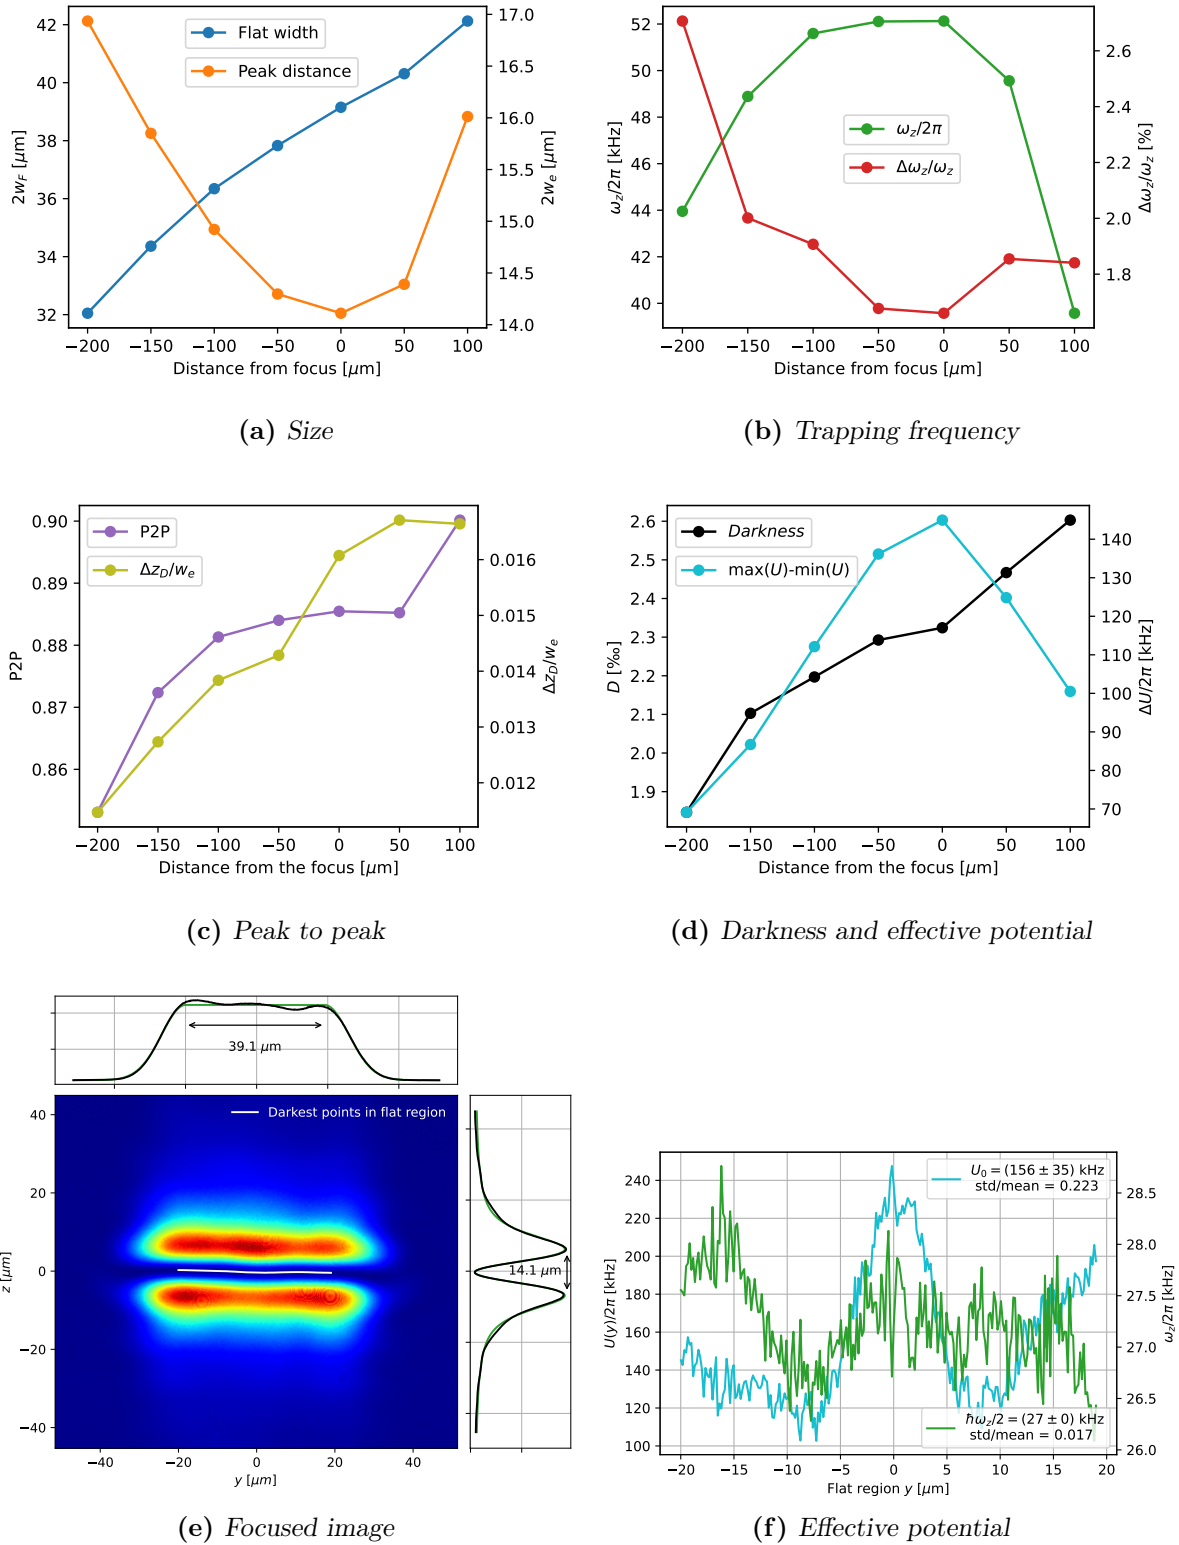 42
40
38
36
34
32
2w_F [μm]
Flat width
Peak distance
17.0
16.5
16.0
15.5
15.0
14.5
14.0
2w_e [μm]
−200 −150 −100 −50 0 50 100
Distance from focus [μm]
(a) Size
52
50
48
46
44
42
40
ω_z/2π [kHz]
ω_z/2π
Δω_z/ω_z
2.6
2.4
2.2
2.0
1.8
Δω_z/ω_z [%]
−200 −150 −100 −50 0 50 100
Distance from focus [μm]
(b) Trapping frequency
0.90
0.89
0.88
0.87
0.86
P2P
P2P
Δz_D/w_e
0.016
0.015
0.014
0.013
0.012
Δz_D/w_e
−200 −150 −100 −50 0 50 100
Distance from the focus [μm]
(c) Peak to peak
2.6
2.5
2.4
2.3
2.2
2.1
2.0
1.9
D [‰]
Darkness
max(U)-min(U)
140
130
120
110
100
90
80
70
ΔU/2π [kHz]
−200 −150 −100 −50 0 50 100
Distance from the focus [μm]
(d) Darkness and effective potential
39.1 μm
Darkest points in flat region
40
20
0
−20
−40
z [μm]
14.1 μm
−40 −20 0 20 40
y [μm]
(e) Focused image
240
220
200
180
160
140
120
100
U(y)/2π [kHz]
U₀ = (156 ± 35) kHz
std/mean = 0.223
ℏω_z/2 = (27 ± 0) kHz
std/mean = 0.017
28.5
28.0
27.5
27.0
26.5
26.0
ω_z/2π [kHz]
−20 −15 −10 −5 0 5 10 15 20
Flat region y [μm]
(f) Effective potential